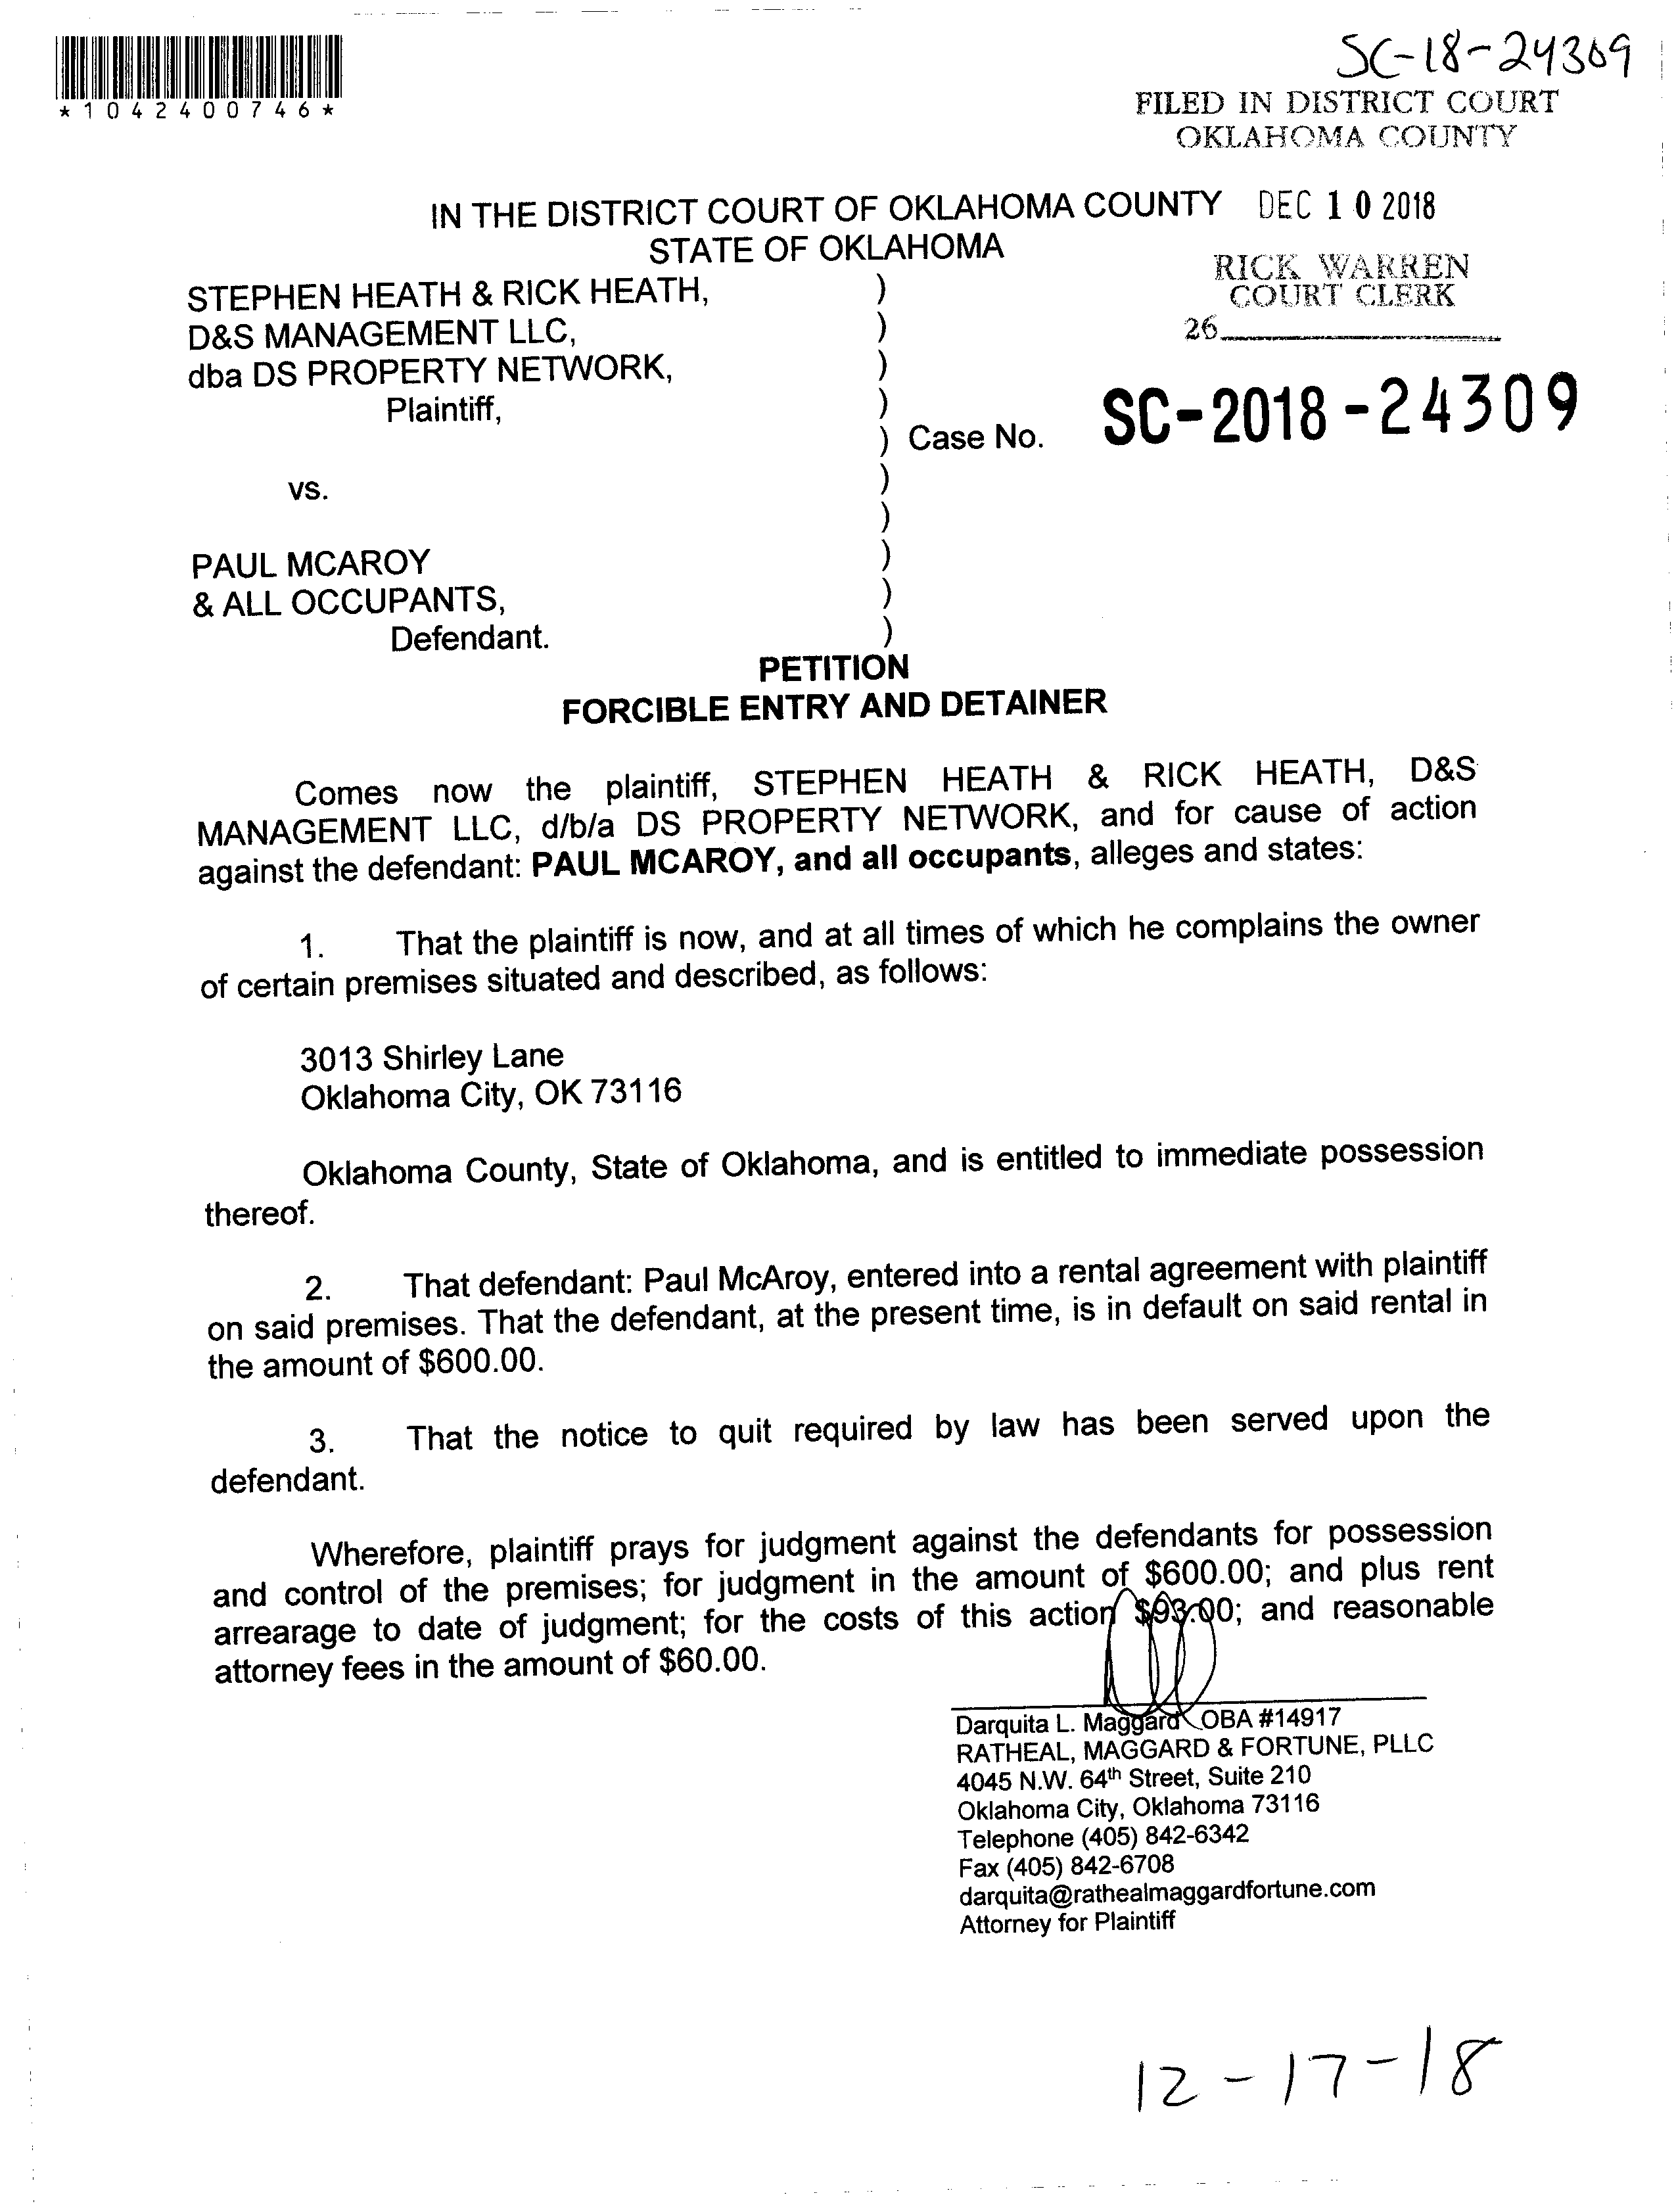 SC-18-24309
*1042400746*
FILED IN DISTRICT COURT
OKLAHOMA COUNTY
IN THE DISTRICT COURT OF OKLAHOMA COUNTY DEC 10 2018
STATE OF OKLAHOMA
RICK WARREN
COURT CLERK
26
STEPHEN HEATH & RICK HEATH, )
D&S MANAGEMENT LLC, )
dba DS PROPERTY NETWORK, )
Plaintiff, )
) Case No. SC-2018-24309
vs. )
)
PAUL MCAROY )
& ALL OCCUPANTS, )
Defendant. )
PETITION
FORCIBLE ENTRY AND DETAINER
Comes now the plaintiff, STEPHEN HEATH & RICK HEATH, D&S
MANAGEMENT LLC, d/b/a DS PROPERTY NETWORK, and for cause of action
against the defendant: PAUL MCAROY, and all occupants, alleges and states:
1. That the plaintiff is now, and at all times of which he complains the owner
of certain premises situated and described, as follows:
3013 Shirley Lane
Oklahoma City, OK 73116
Oklahoma County, State of Oklahoma, and is entitled to immediate possession
thereof.
2. That defendant: Paul McAroy, entered into a rental agreement with plaintiff
on said premises. That the defendant, at the present time, is in default on said rental in
the amount of $600.00.
3. That the notice to quit required by law has been served upon the
defendant.
Wherefore, plaintiff prays for judgment against the defendants for possession
and control of the premises; for judgment in the amount of $600.00; and plus rent
arrearage to date of judgment; for the costs of this action $93.00; and reasonable
attorney fees in the amount of $60.00.
Darquita L. Maggard OBA #14917
RATHEAL, MAGGARD & FORTUNE, PLLC
4045 N.W. 64th Street, Suite 210
Oklahoma City, Oklahoma 73116
Telephone (405) 842-6342
Fax (405) 842-6708
darquita@rathealmaggardfortune.com
Attorney for Plaintiff
12-17-18